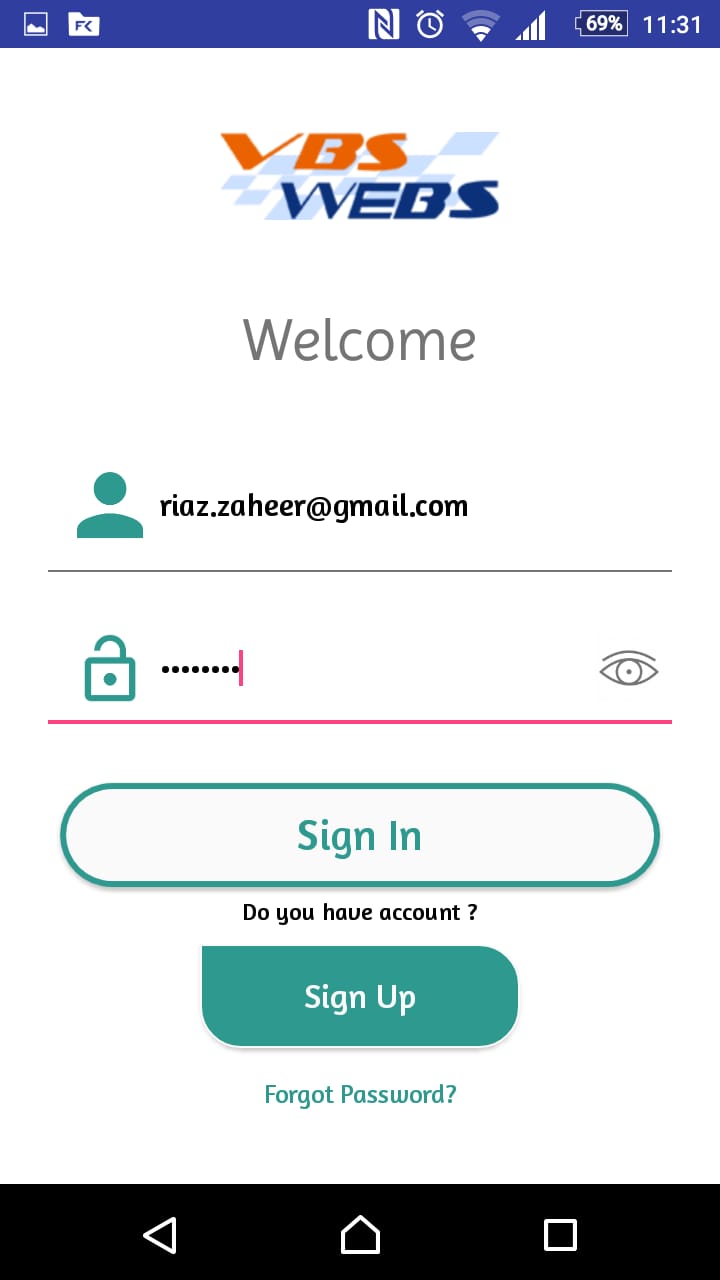 69% 11:31
VBS
WEBS
Welcome
riaz.zaheer@gmail.com
••••••••
Sign In
Do you have account ?
Sign Up
Forgot Password?